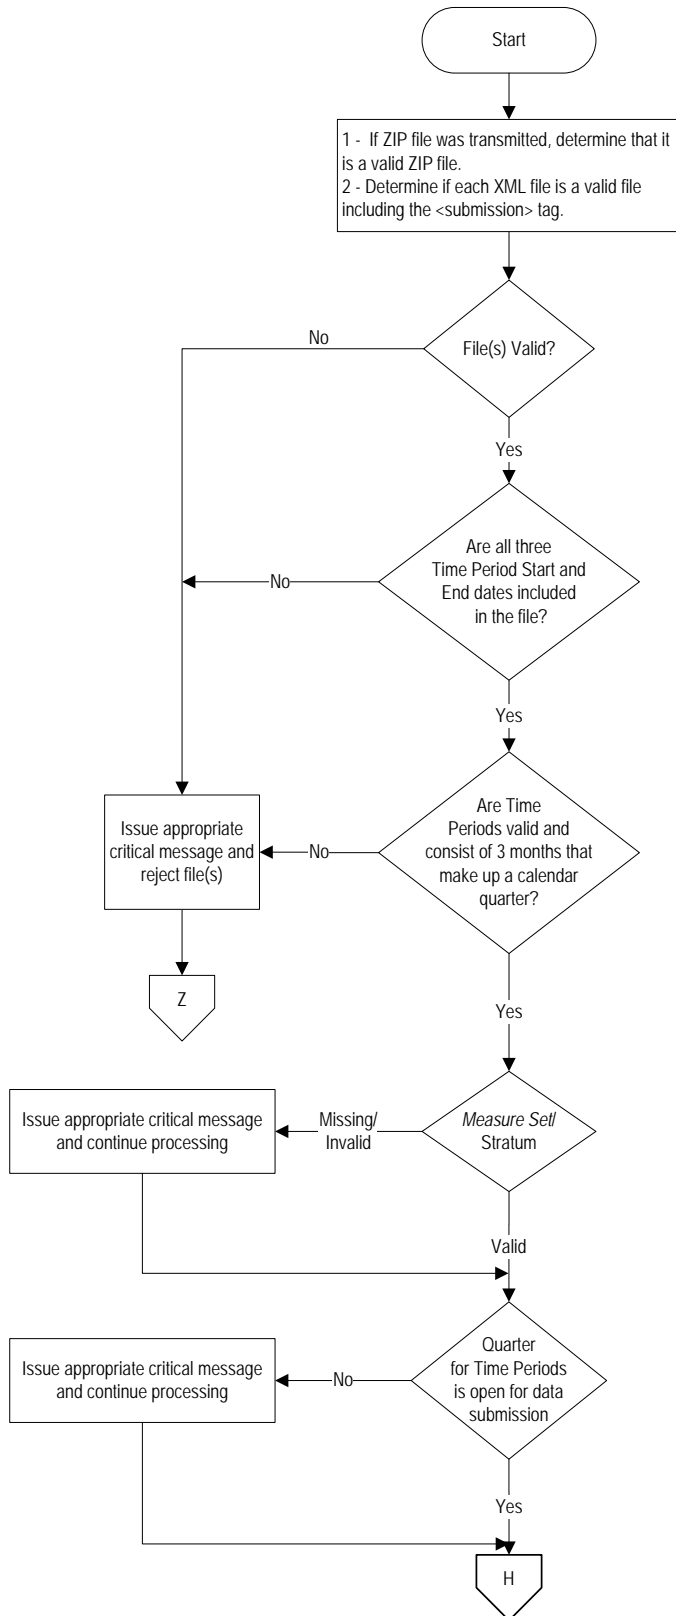 Start
1 - If ZIP file was transmitted, determine that it
is a valid ZIP file.
2 - Determine if each XML file is a valid file
including the <submission> tag.
No
File(s) Valid?
Yes
Are all three
Time Period Start and
End dates included
in the file?
No
Yes
Issue appropriate
critical message and
reject file(s)
No
Are Time
Periods valid and
consist of 3 months that
make up a calendar
quarter?
Z
Yes
Issue appropriate critical message
and continue processing
Missing/
Invalid
Measure Set/
Stratum
Valid
Issue appropriate critical message
and continue processing
No
Quarter
for Time Periods
is open for data
submission
Yes
H